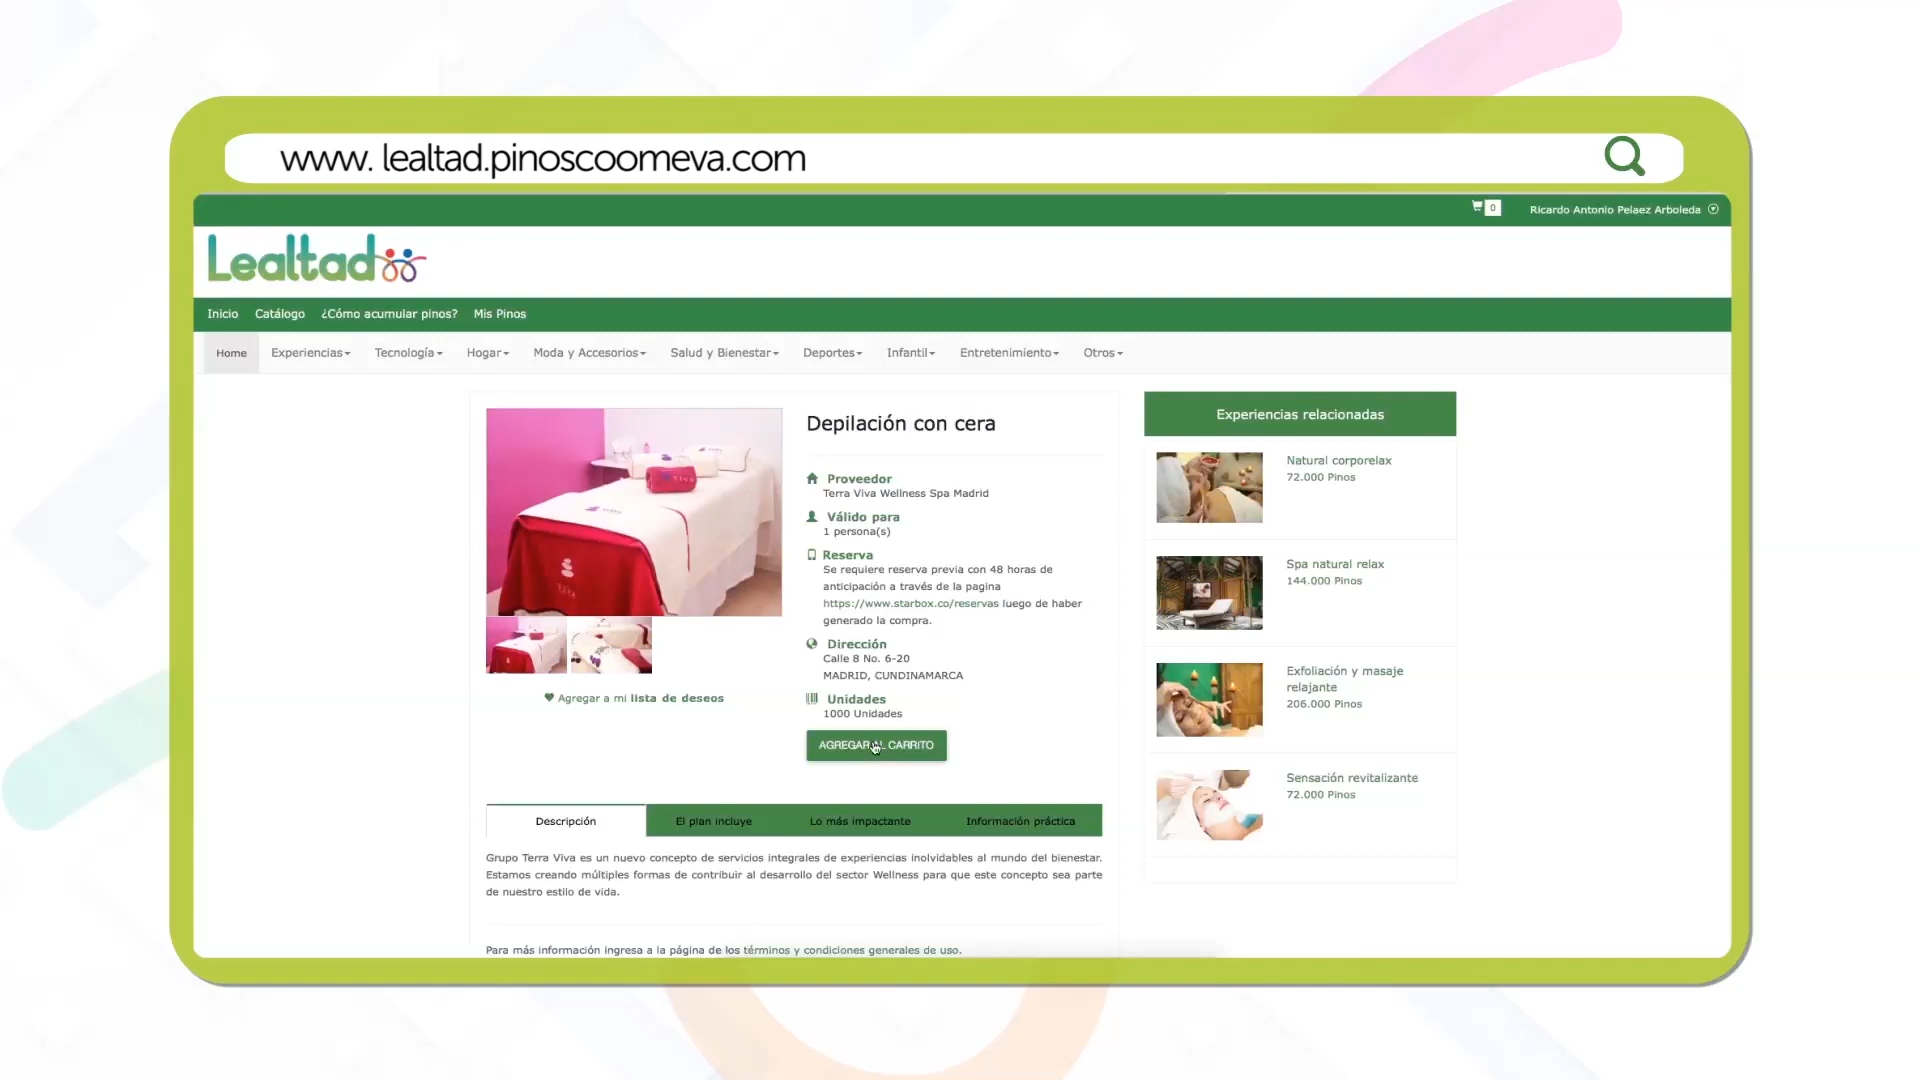 www. lealtad.pinoscoomeva.com
0
Ricardo Antonio Pelaez Arboleda
Lealtad
Inicio
Catálogo
¿Cómo acumular pinos?
Mis Pinos
Home
Experiencias
Tecnología
Hogar
Moda y Accesorios
Salud y Bienestar
Deportes
Infantil
Entretenimiento
Otros
Depilación con cera
Proveedor
Terra Viva Wellness Spa Madrid
Válido para
1 persona(s)
Reserva
Se requiere reserva previa con 48 horas de
anticipación a través de la pagina
https://www.starbox.co/reservas luego de haber
generado la compra.
Dirección
Calle 8 No. 6-20
MADRID, CUNDINAMARCA
Unidades
1000 Unidades
AGREGAR AL CARRITO
Agregar a mi lista de deseos
Descripción
El plan incluye
Lo más impactante
Información práctica
Grupo Terra Viva es un nuevo concepto de servicios integrales de experiencias inolvidables al mundo del bienestar.
Estamos creando múltiples formas de contribuir al desarrollo del sector Wellness para que este concepto sea parte
de nuestro estilo de vida.
Para más información ingresa a la página de los términos y condiciones generales de uso.
Experiencias relacionadas
Natural corporelax
72.000 Pinos
Spa natural relax
144.000 Pinos
Exfoliación y masaje
relajante
206.000 Pinos
Sensación revitalizante
72.000 Pinos